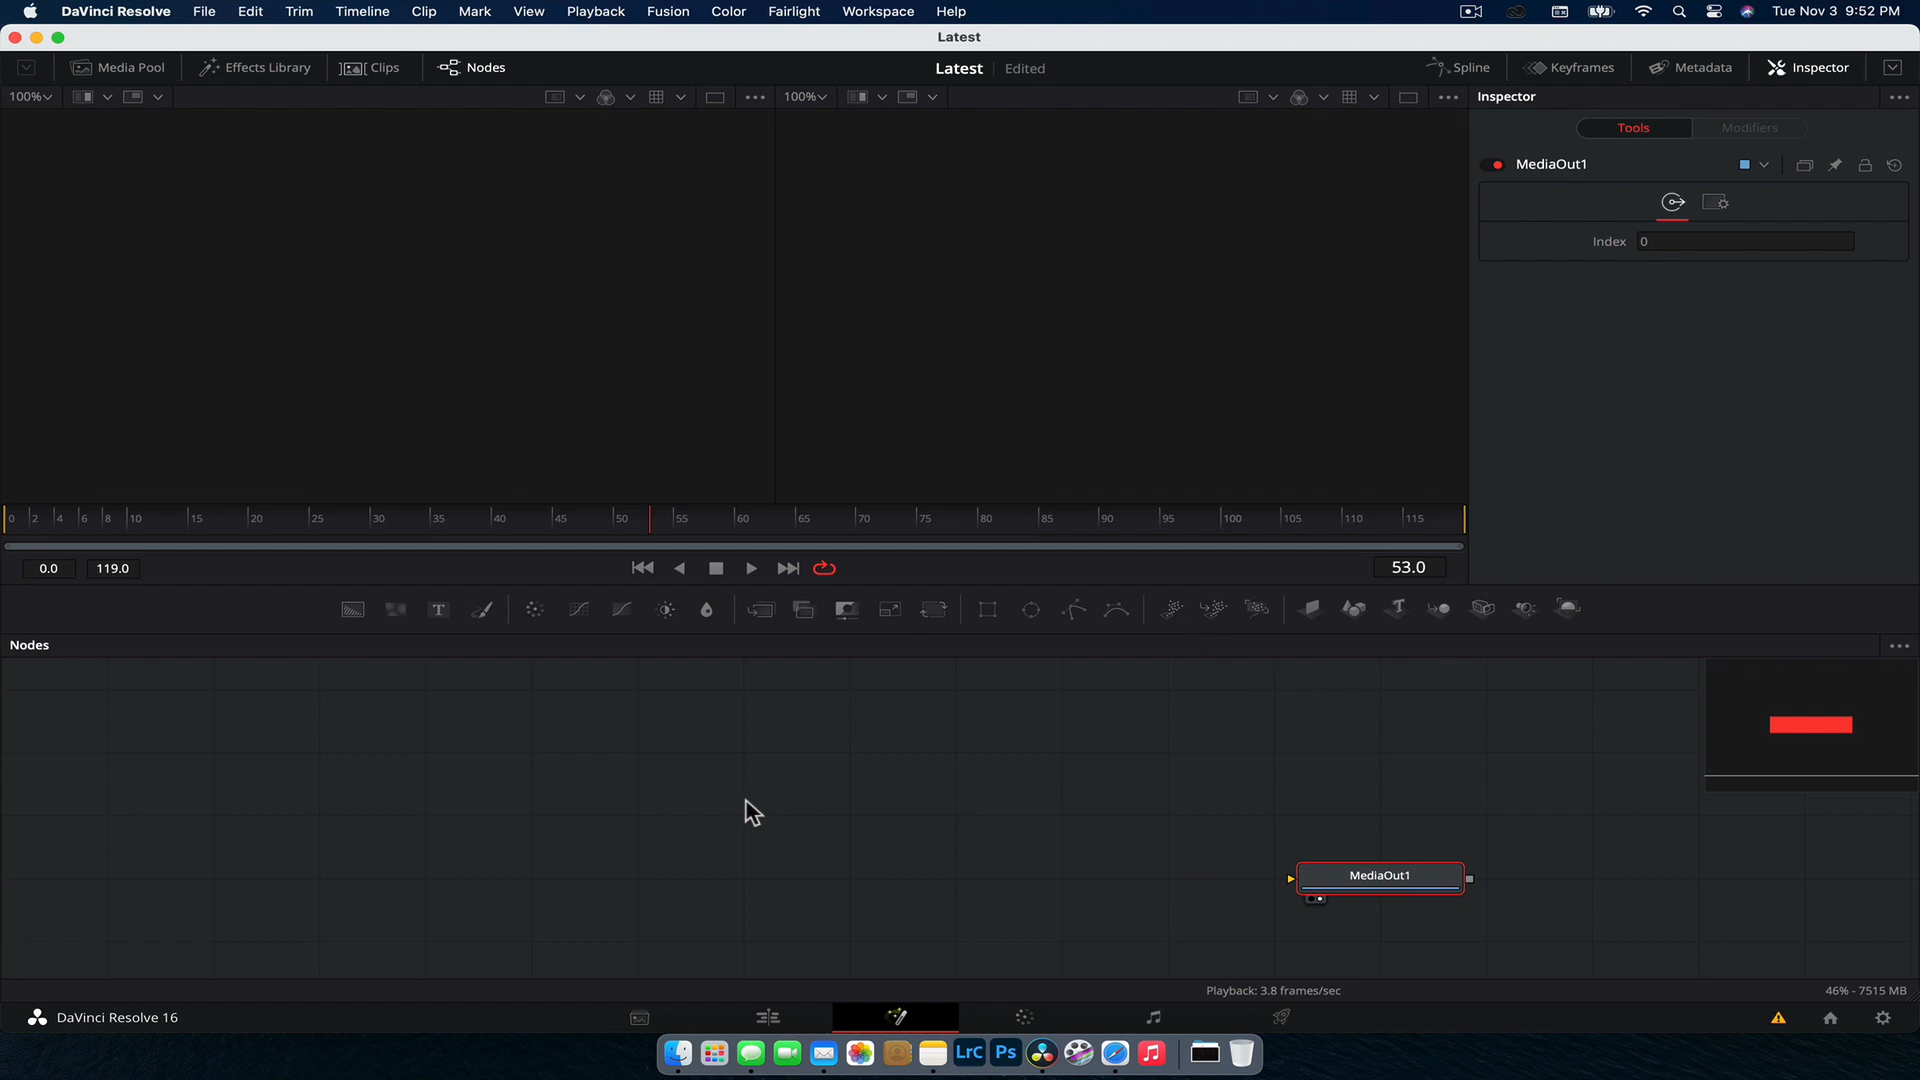 DaVinci Resolve File Edit Trim Timeline Clip Mark View Playback Fusion Color Fairlight Workspace Help Tue Nov 3 9:52 PM
Latest
Media Pool Effects Library Clips Nodes Latest Edited Spline Keyframes Metadata Inspector
100% 100% Inspector
Tools Modifiers
MediaOut1
Index 0
0 2 4 6 8 10 15 20 25 30 35 40 45 50 55 60 65 70 75 80 85 90 95 100 105 110 115
0.0 119.0 53.0
T T
Nodes
MediaOut1
Playback: 3.8 frames/sec 46% - 7515 MB
DaVinci Resolve 16
LrC Ps